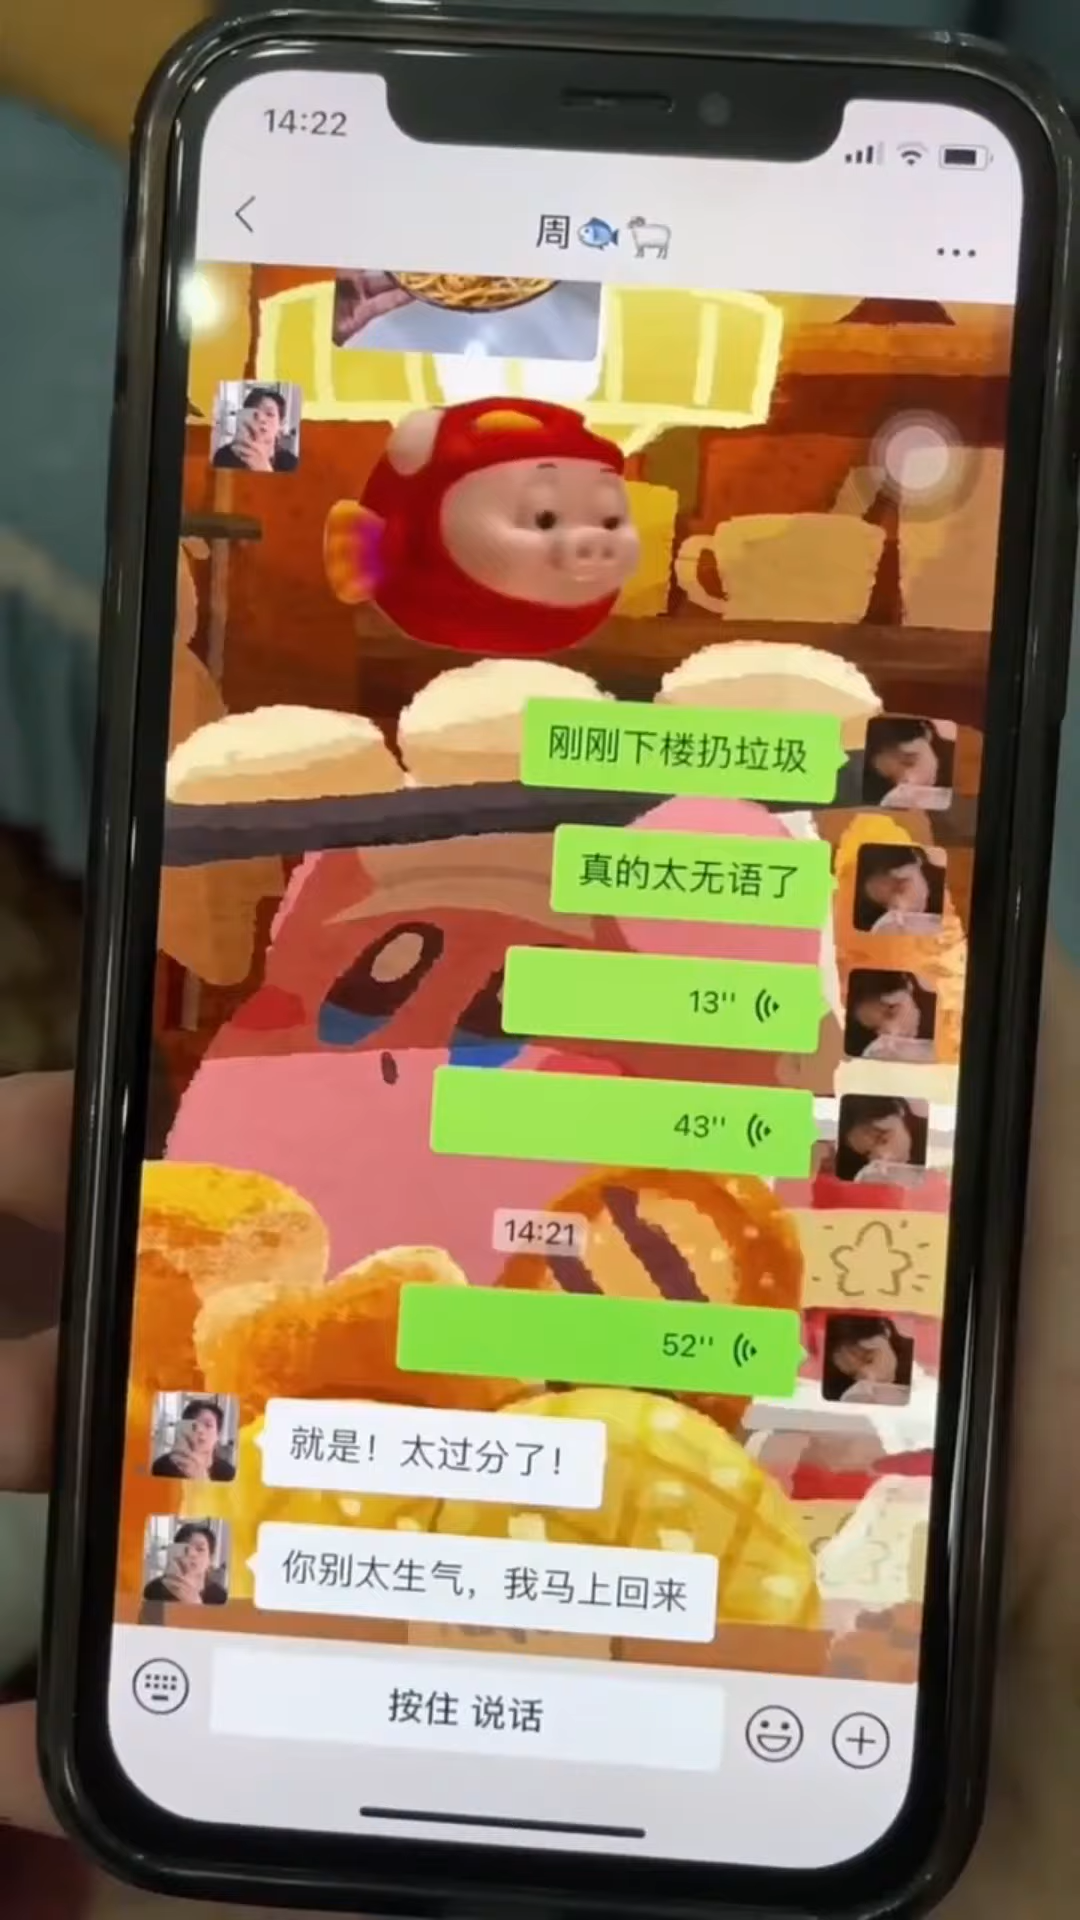 14:22
周🐟🐏
刚刚下楼扔垃圾
真的太无语了
13''
43''
14:21
52''
就是！太过分了！
你别太生气，我马上回来
按住 说话